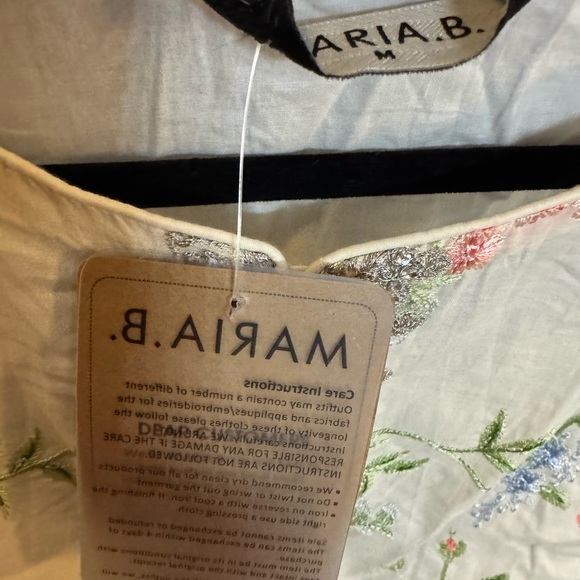 ARIA.B.
M
MARIA.B.
Care Instructions
Outfits may contain a number of different
fabrics and appliques/embroideries for the
longevity of these clothes please follow the
instructions WE ARE NOT
RESPONSIBLE FOR ANY DAMAGE IF THE CARE
INSTRUCTIONS ARE NOT FOLLOWED.
• We recommend dry clean for all our products
• Do not twist or wring out the garment
• Iron on reverse with a cool iron. If finishing the
right side use a pressing cloth
Sale items cannot be exchanged or refunded
The items can be exchanged within 4 days of
purchase.
The item must be in its original condition with
tags intact and with the original receipt.
we will